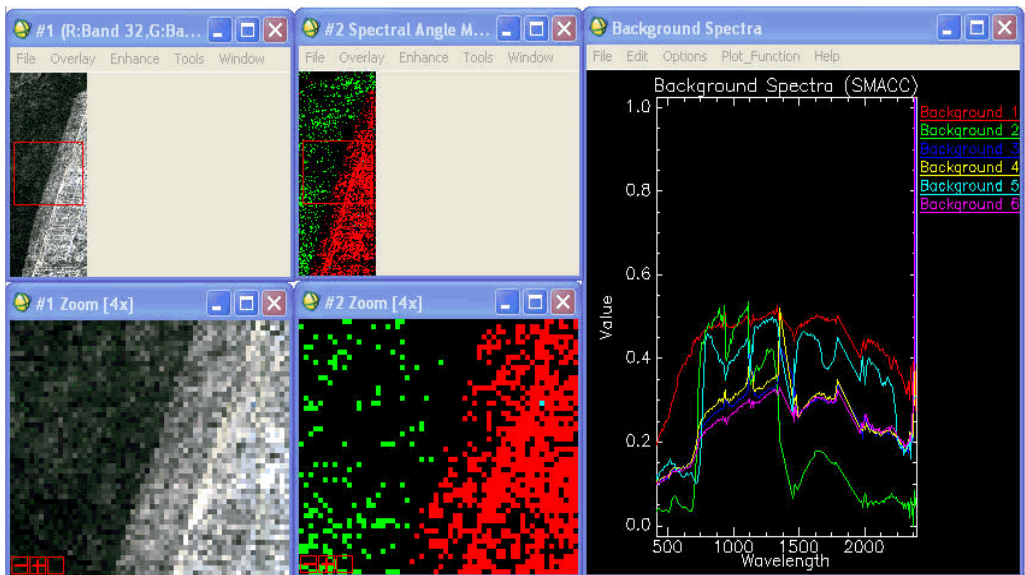 #1 (R:Band 32,G:Ba...
File Overlay Enhance Tools Window
#2 Spectral Angle M...
File Overlay Enhance Tools Window
#1 Zoom [4x]
#2 Zoom [4x]
Background Spectra
File Edit Options Plot_Function Help
Background Spectra (SMACC)
1.0
0.8
0.6
0.4
0.2
0.0
Value
500 1000 1500 2000
Wavelength
Background 1
Background 2
Background 3
Background 4
Background 5
Background 6